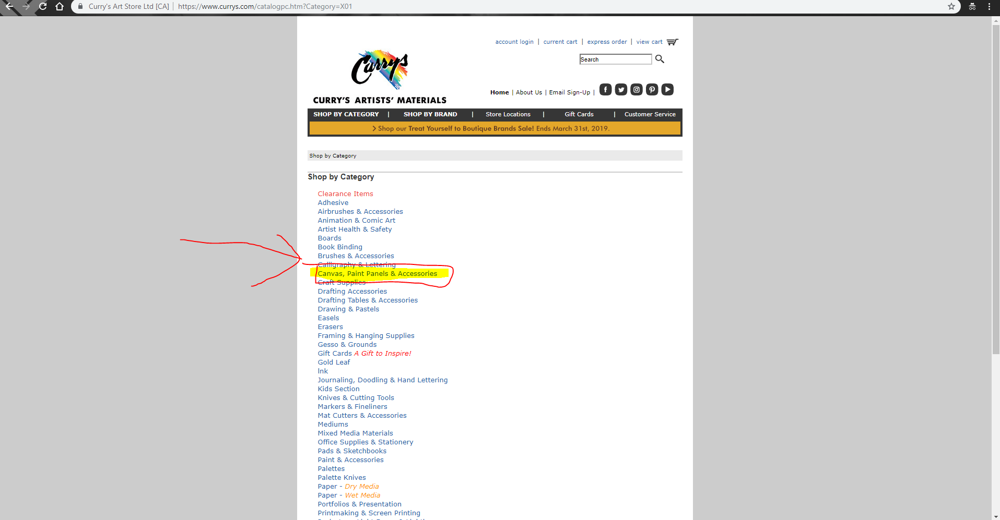 Curry's Art Store Ltd [CA] | https://www.currys.com/catalogpc.htm?Category=X01
account login | current cart | express order | view cart
Search
Currys
CURRY'S ARTISTS' MATERIALS
Home | About Us | Email Sign-Up |
SHOP BY CATEGORY | SHOP BY BRAND | Store Locations | Gift Cards | Customer Service
> Shop our Treat Yourself to Boutique Brands Sale! Ends March 31st, 2019.
Shop by Category
Shop by Category
Clearance Items
Adhesive
Airbrushes & Accessories
Animation & Comic Art
Artist Health & Safety
Boards
Book Binding
Brushes & Accessories
Calligraphy & Lettering
Canvas, Paint Panels & Accessories
Craft Supplies
Drafting Accessories
Drafting Tables & Accessories
Drawing & Pastels
Easels
Erasers
Framing & Hanging Supplies
Gesso & Grounds
Gift Cards A Gift to Inspire!
Gold Leaf
Ink
Journaling, Doodling & Hand Lettering
Kids Section
Knives & Cutting Tools
Markers & Fineliners
Mat Cutters & Accessories
Mediums
Mixed Media Materials
Office Supplies & Stationery
Pads & Sketchbooks
Paint & Accessories
Palettes
Palette Knives
Paper - Dry Media
Paper - Wet Media
Portfolios & Presentation
Printmaking & Screen Printing